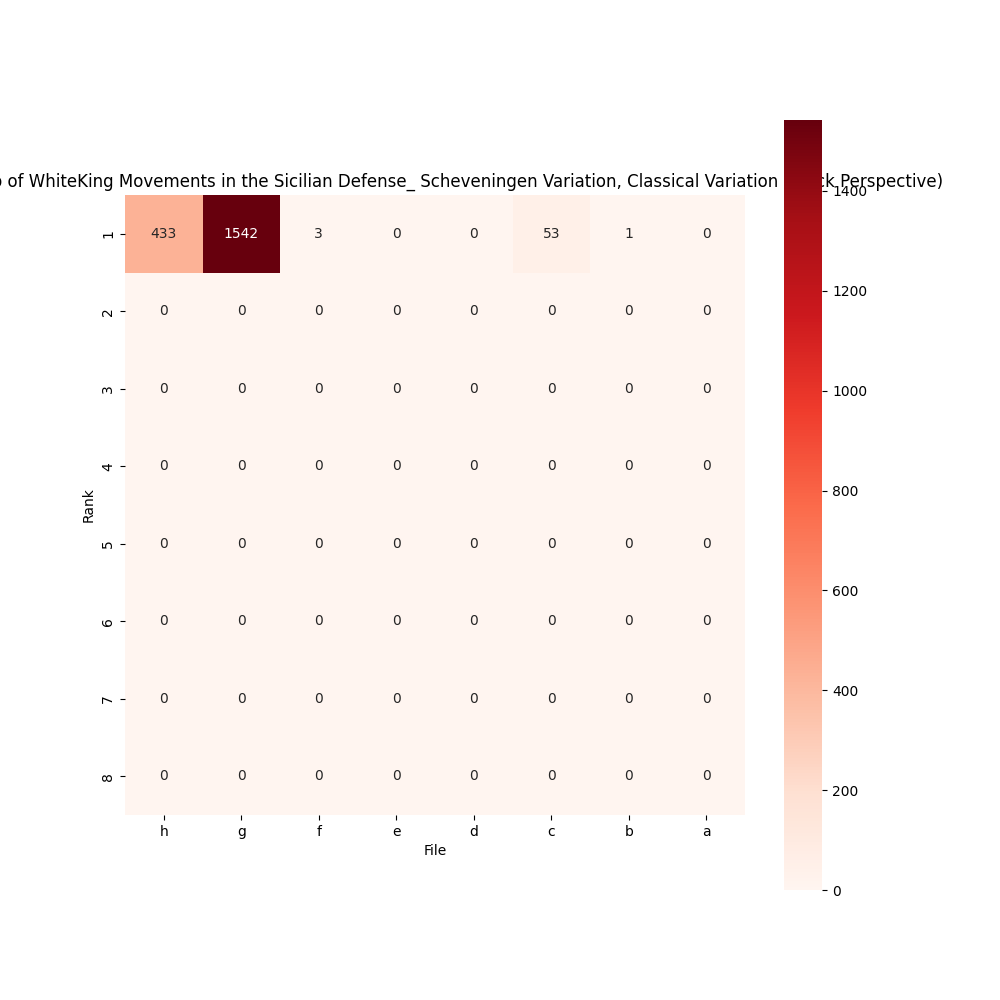 of WhiteKing Movements in the Sicilian Defense_ Scheveningen Variation, Classical Variation Perspective)
1400
1 433 1542 3 0 0 53 1 0
1200
2 0 0 0 0 0 0 0 0
3 0 0 0 0 0 0 0 0
1000
4 0 0 0 0 0 0 0 0
800
Rank
5 0 0 0 0 0 0 0 0
600
6 0 0 0 0 0 0 0 0
400
7 0 0 0 0 0 0 0 0
8 0 0 0 0 0 0 0 0
200
h g f e d c b a
File
0